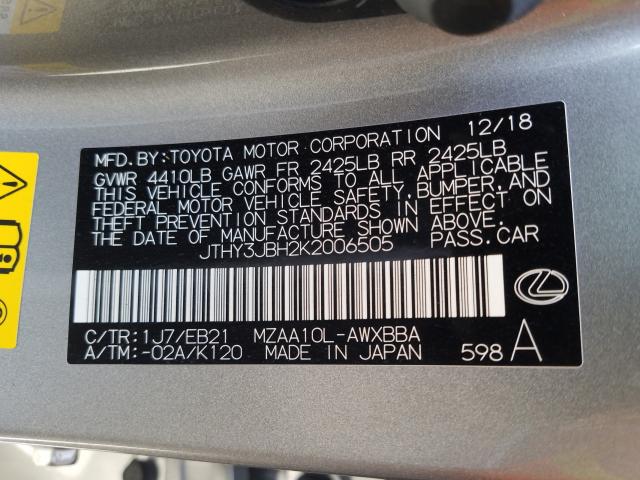 MFD.BY:TOYOTA MOTOR CORPORATION 12/18
GVWR 4410LB GAWR FR 2425LB RR 2425LB
THIS VEHICLE CONFORMS TO ALL APPLICABLE
FEDERAL MOTOR VEHICLE SAFETY,BUMPER,AND
THEFT PREVENTION STANDARDS IN EFFECT ON
THE DATE OF MANUFACTURE SHOWN ABOVE.
JTHY3JBH2K2006505 PASS.CAR
C/TR:1J7/EB21 MZAA10L-AWXBBA
A/TM:-02A/K120 MADE IN JAPAN 598 A